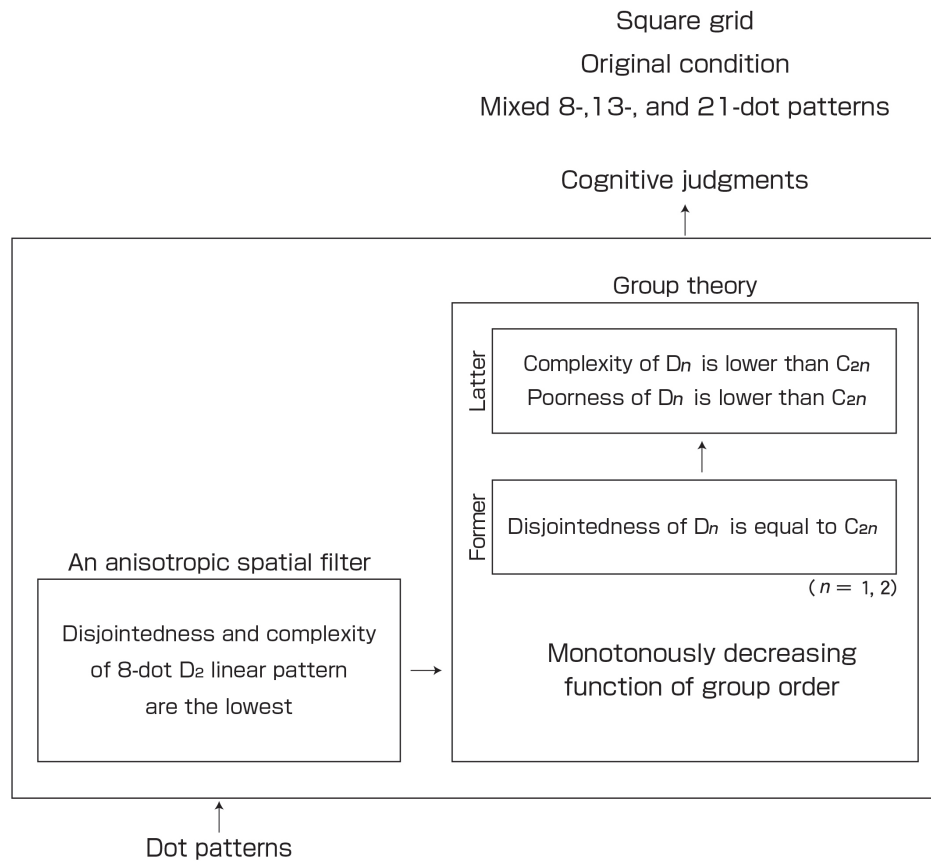 Square grid
Original condition
Mixed 8-,13-, and 21-dot patterns
Cognitive judgments
Group theory
Latter
Complexity of Dn is lower than C2n
Poorness of Dn is lower than C2n
Former
Disjointedness of Dn is equal to C2n
(n = 1, 2)
An anisotropic spatial filter
Disjointedness and complexity
of 8-dot D2 linear pattern
are the lowest
Monotonously decreasing
function of group order
Dot patterns